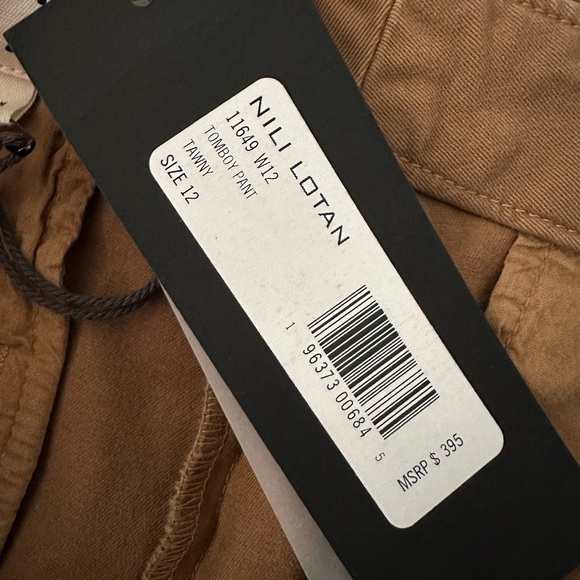 NILI LOTAN
11649 W12
TOMBOY PANT
TAWNY
SIZE 12
1 96373 00684 5
MSRP $ 395